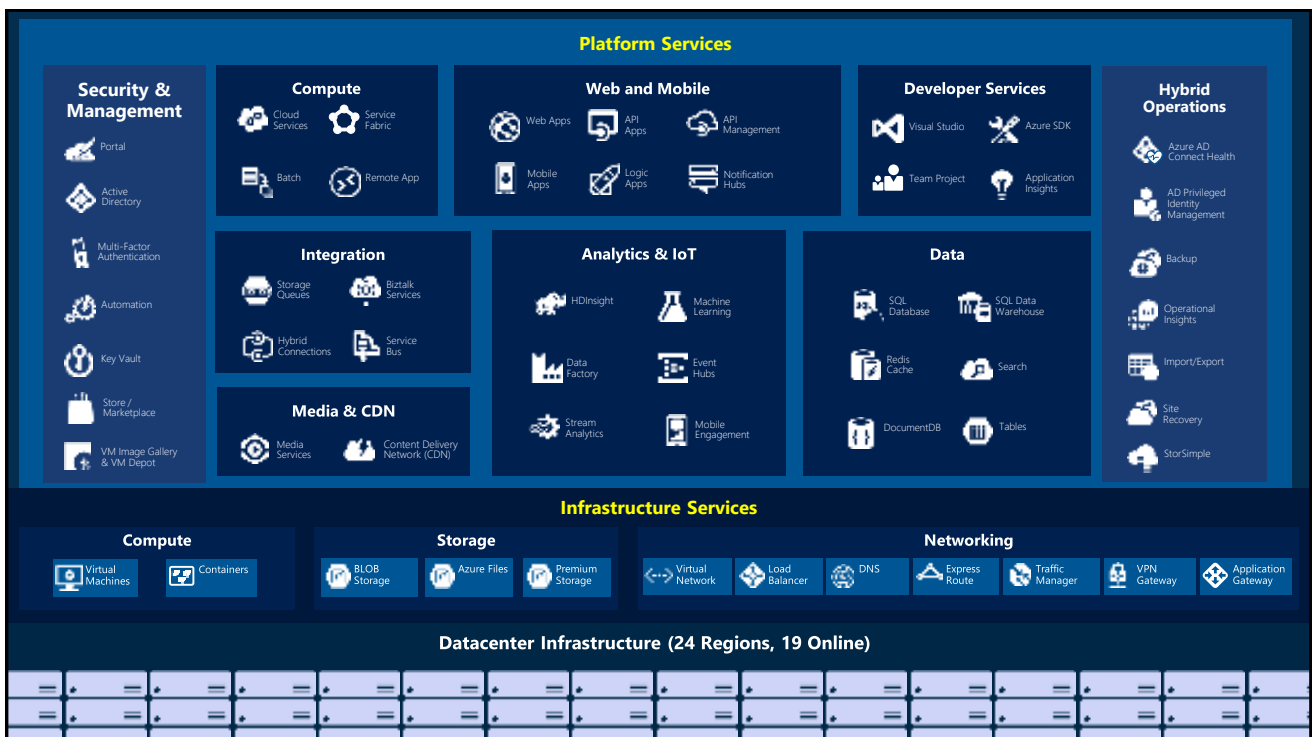 Platform Services
Security &
Management
Portal
Active
Directory
Multi-Factor
Authentication
Automation
Key Vault
Store /
Marketplace
VM Image Gallery
& VM Depot
Compute
Cloud
Services
Service
Fabric
Batch
Remote App
Web and Mobile
Web Apps
API
Apps
API
Management
Mobile
Apps
Logic
Apps
Notification
Hubs
Developer Services
Visual Studio
Azure SDK
Team Project
Application
Insights
Hybrid
Operations
Azure AD
Connect Health
AD Privileged
Identity
Management
Backup
Operational
Insights
Import/Export
Site
Recovery
StorSimple
Integration
Storage
Queues
Biztalk
Services
Hybrid
Connections
Service
Bus
Analytics & IoT
HDInsight
Machine
Learning
Data
Factory
Event
Hubs
Stream
Analytics
Mobile
Engagement
Data
SQL
Database
SQL Data
Warehouse
Redis
Cache
Search
DocumentDB
Tables
Media & CDN
Media
Services
Content Delivery
Network (CDN)
Infrastructure Services
Compute
Virtual
Machines
Containers
Storage
BLOB
Storage
Azure Files
Premium
Storage
Networking
Virtual
Network
Load
Balancer
DNS
Express
Route
Traffic
Manager
VPN
Gateway
Application
Gateway
Datacenter Infrastructure (24 Regions, 19 Online)